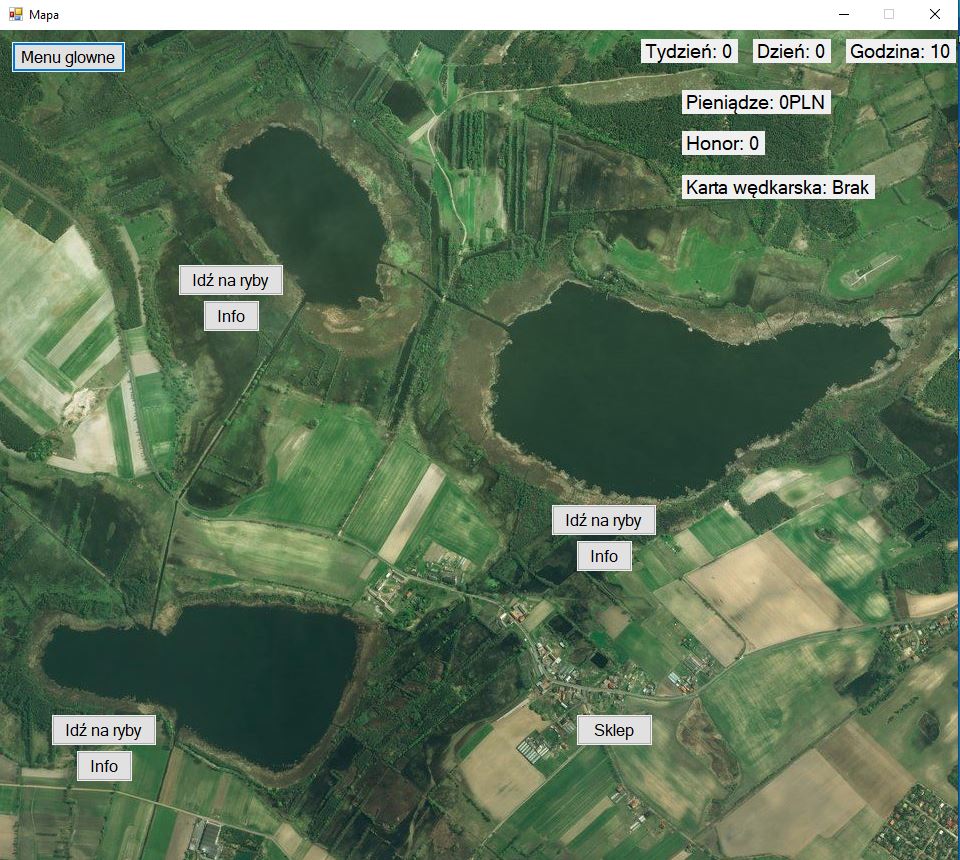 Mapa
Menu glowne
Tydzień: 0 Dzień: 0 Godzina: 10
Pieniądze: 0PLN
Honor: 0
Karta wędkarska: Brak
Idź na ryby
Info
Idź na ryby
Info
Idź na ryby
Info
Sklep